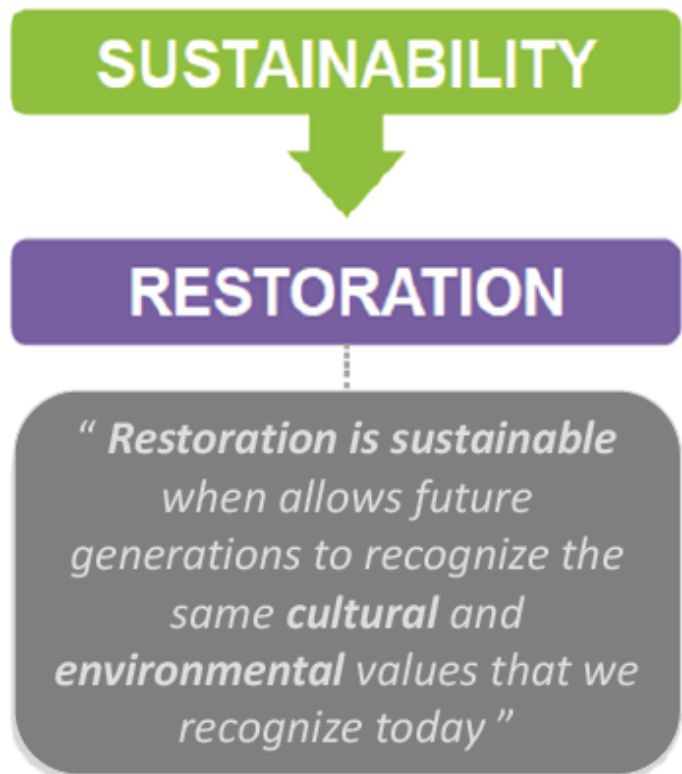 SUSTAINABILITY
RESTORATION
“ Restoration is sustainable
when allows future
generations to recognize the
same cultural and
environmental values that we
recognize today ”